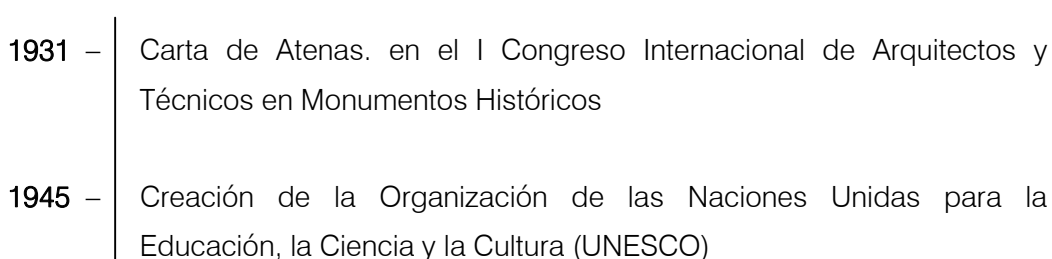 1931 – Carta de Atenas. en el I Congreso Internacional de Arquitectos y
Técnicos en Monumentos Históricos
1945 – Creación de la Organización de las Naciones Unidas para la
Educación, la Ciencia y la Cultura (UNESCO)